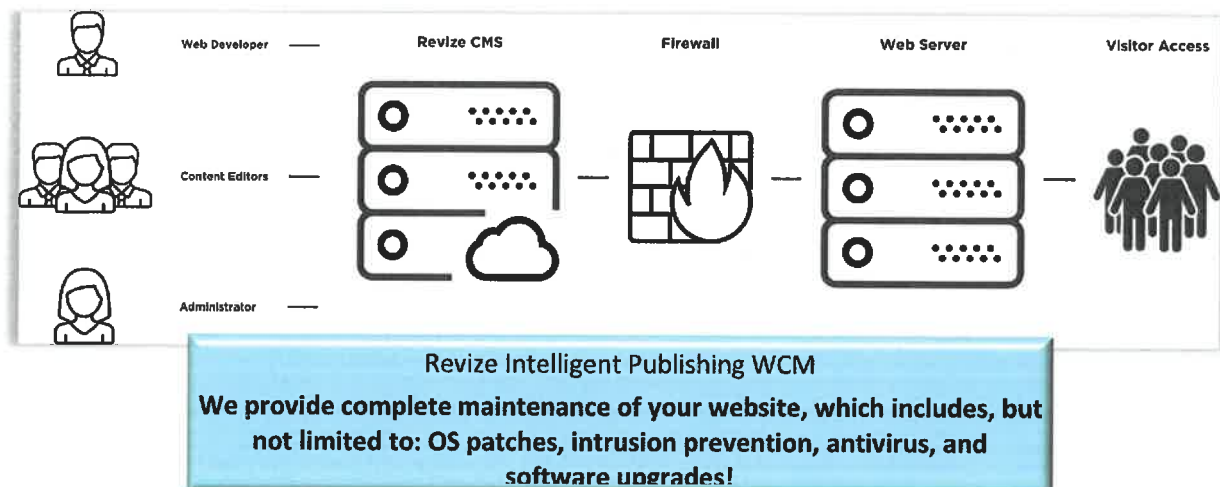 Web Developer
Revize CMS
Firewall
Web Server
Visitor Access
Content Editors
Administrator
Revize Intelligent Publishing WCM
We provide complete maintenance of your website, which includes, but
not limited to: OS patches, intrusion prevention, antivirus, and
software upgrades!